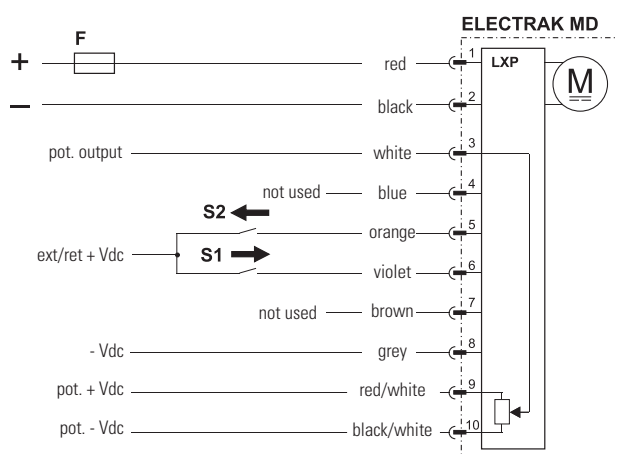 ELECTRAK MD
F
+ red 1 LXP
M
− black 2
pot. output white 3
not used blue 4
S2 orange 5
ext/ret + Vdc S1
violet 6
not used brown 7
- Vdc grey 8
pot. + Vdc red/white 9
pot. - Vdc black/white 10